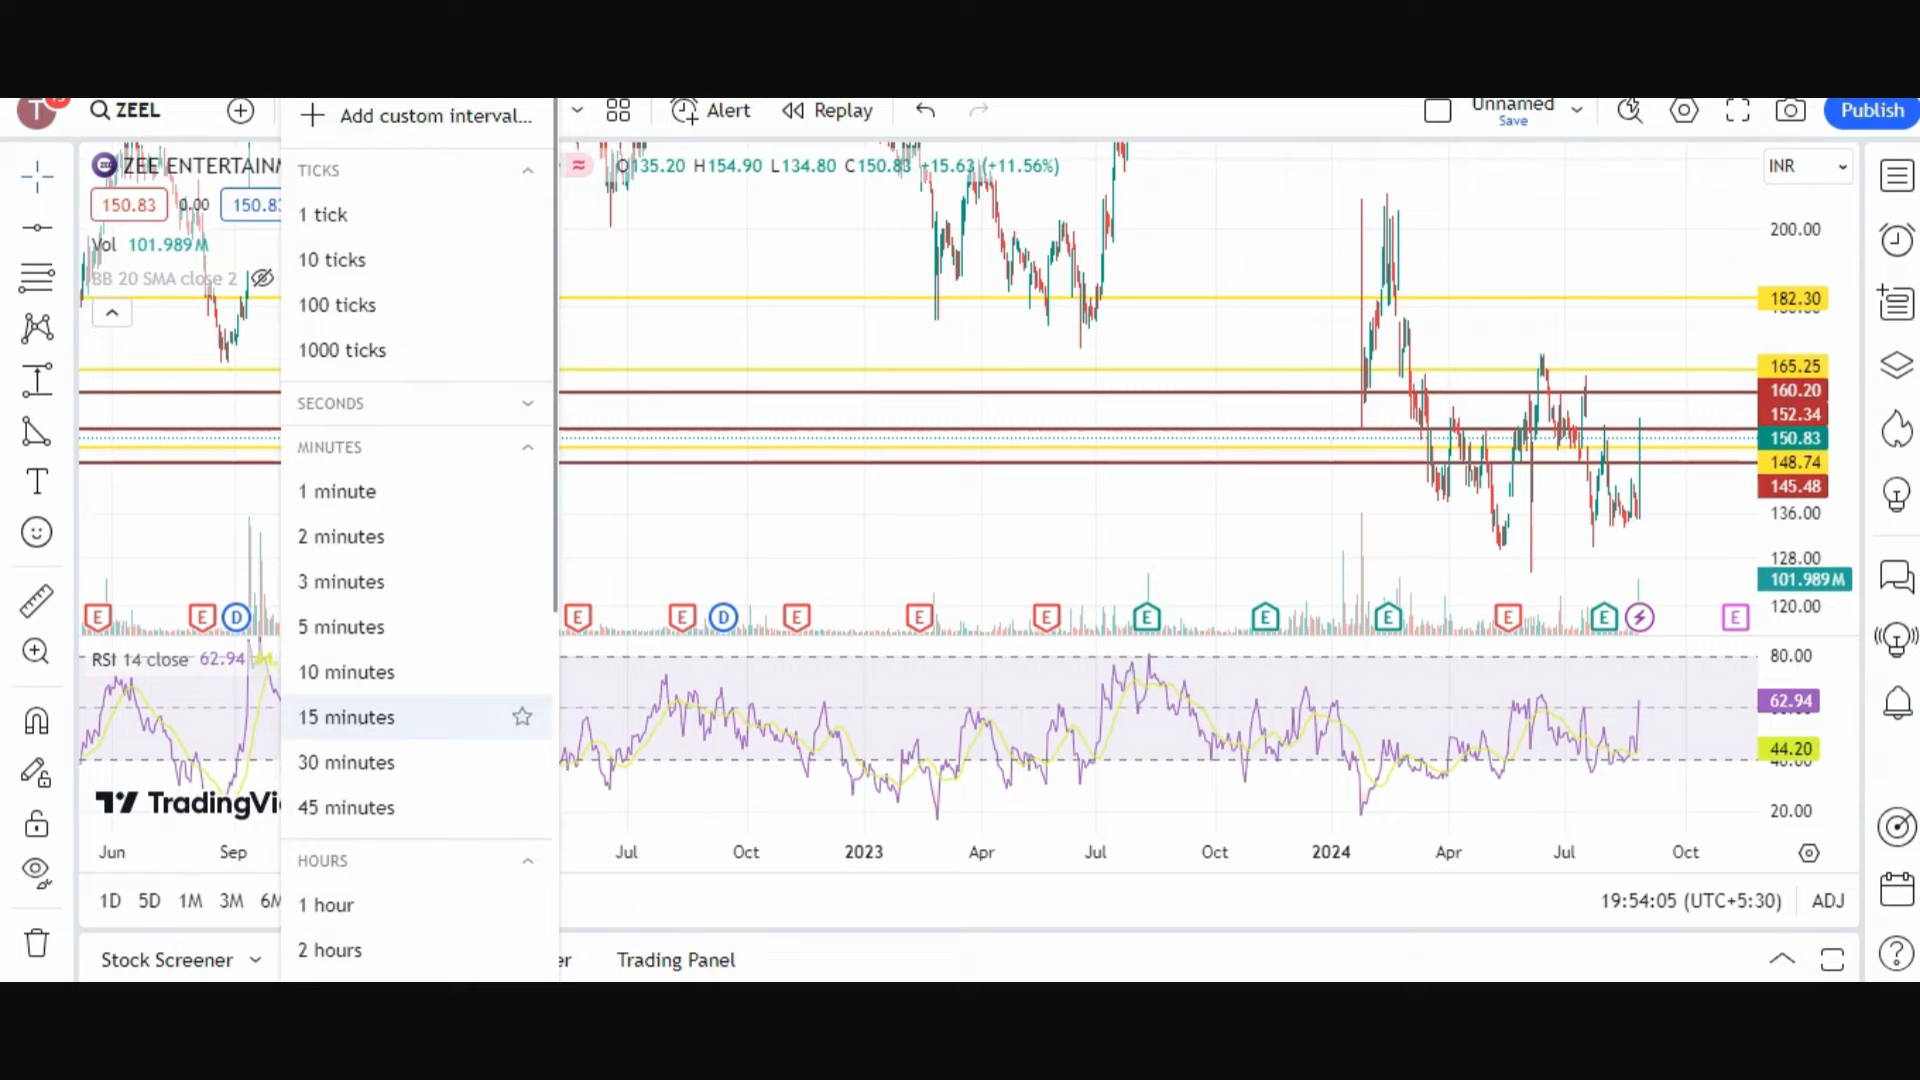 T
ZEEL
Add custom interval...
Alert
Replay
Unnamed
Save
Publish
ZEE ENTERTAINM
O135.20 H154.90 L134.80 C150.83 +15.63 (+11.56%)
INR
150.83
0.00
150.83
Vol 101.989M
BB 20 SMA close 2
TICKS
1 tick
10 ticks
100 ticks
1000 ticks
SECONDS
MINUTES
1 minute
2 minutes
3 minutes
5 minutes
10 minutes
15 minutes
30 minutes
45 minutes
HOURS
1 hour
2 hours
200.00
182.30
165.25
160.20
152.34
150.83
148.74
145.48
136.00
128.00
101.989M
120.00
E E D E E D E E E E E E E E E
RSI 14 close 62.94
80.00
62.94
44.20
40.00
20.00
TradingVi
Jun Sep Jul Oct 2023 Apr Jul Oct 2024 Apr Jul Oct
1D 5D 1M 3M 6M
19:54:05 (UTC+5:30)
ADJ
Stock Screener
er
Trading Panel